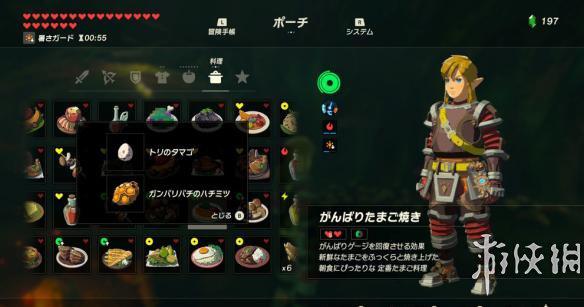 L
ポーチ
R
冒険手帳
システム
197
暑さガード
00:55
料理
トリのタマゴ
ガンバリバチのハチミツ
とじる B
x6
がんばりたまご焼き
がんばりゲージを回復させる効果
新鮮なたまごをふっくらと焼き上げた
朝食にぴったりな 定番たまご料理
游侠网